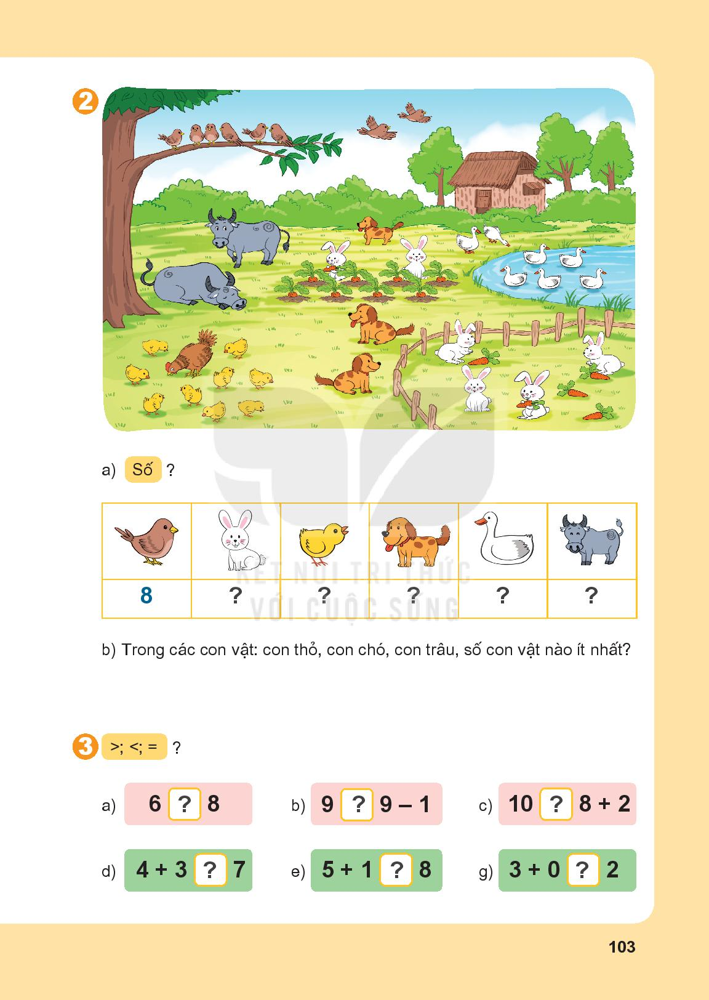 2
a) Số ?
8 ? ? ? ? ?
KẾT NỐI TRI THỨC
VỚI CUỘC SỐNG
b) Trong các con vật: con thỏ, con chó, con trâu, số con vật nào ít nhất?
3 >; <; = ?
a) 6 ? 8 b) 9 ? 9 – 1 c) 10 ? 8 + 2
d) 4 + 3 ? 7 e) 5 + 1 ? 8 g) 3 + 0 ? 2
103